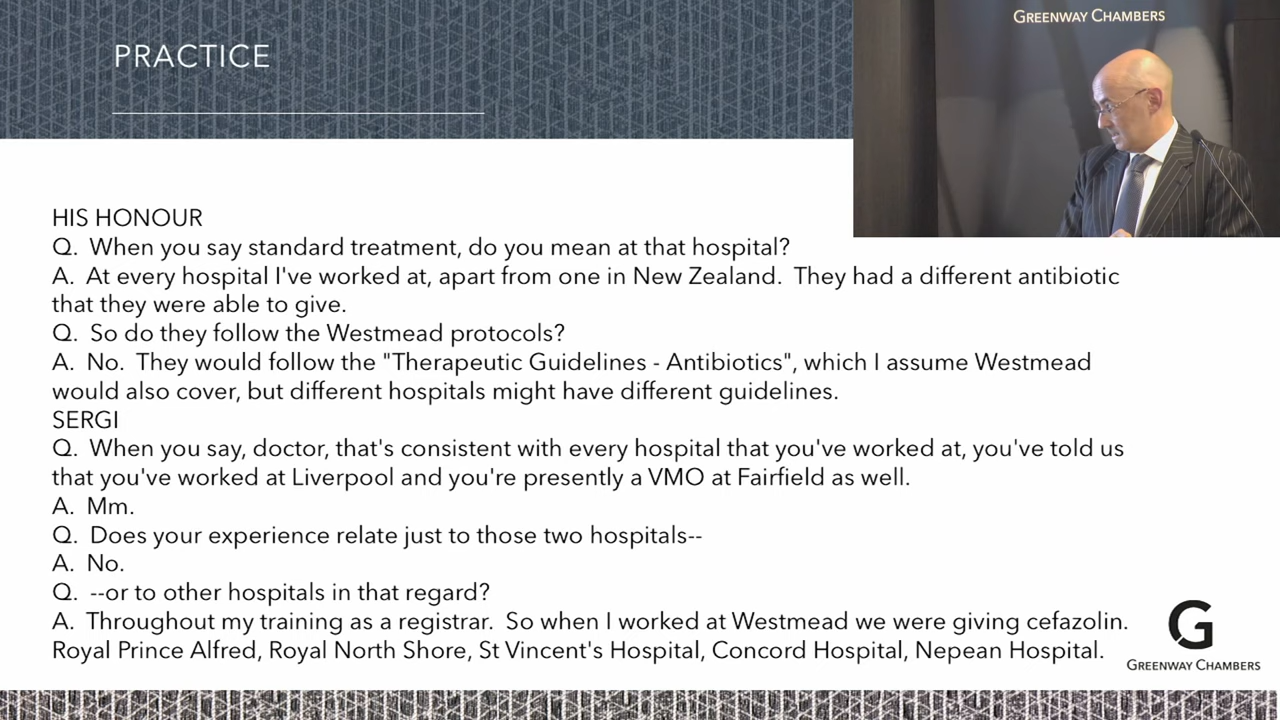 GREENWAY CHAMBERS
PRACTICE
HIS HONOUR
Q. When you say standard treatment, do you mean at that hospital?
A. At every hospital I've worked at, apart from one in New Zealand. They had a different antibiotic
that they were able to give.
Q. So do they follow the Westmead protocols?
A. No. They would follow the "Therapeutic Guidelines - Antibiotics", which I assume Westmead
would also cover, but different hospitals might have different guidelines.
SERGI
Q. When you say, doctor, that's consistent with every hospital that you've worked at, you've told us
that you've worked at Liverpool and you're presently a VMO at Fairfield as well.
A. Mm.
Q. Does your experience relate just to those two hospitals--
A. No.
Q. --or to other hospitals in that regard?
A. Throughout my training as a registrar. So when I worked at Westmead we were giving cefazolin.
Royal Prince Alfred, Royal North Shore, St Vincent's Hospital, Concord Hospital, Nepean Hospital.
G
GREENWAY CHAMBERS